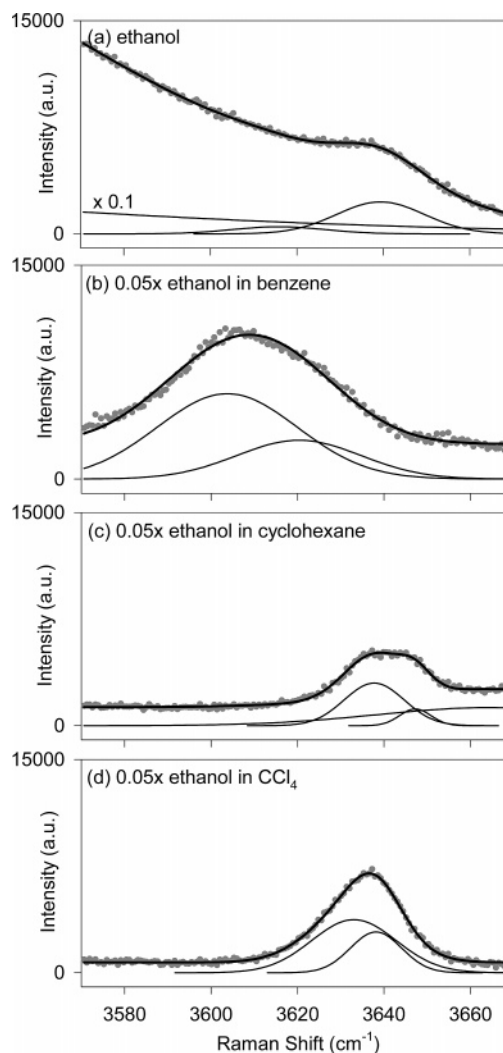 15000
(a) ethanol
Intensity (a.u.)
x 0.1
0
15000
(b) 0.05x ethanol in benzene
Intensity (a.u.)
0
15000
(c) 0.05x ethanol in cyclohexane
Intensity (a.u.)
0
15000
(d) 0.05x ethanol in CCl₄
Intensity (a.u.)
0
3580 3600 3620 3640 3660
Raman Shift (cm⁻¹)